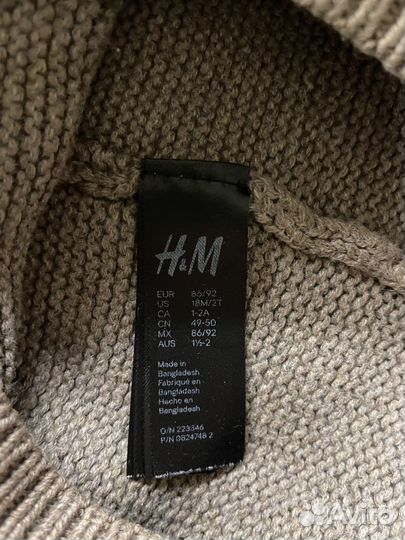 H&M
EUR 86/92
US 18M/2T
CA 1-2A
CN 49-50
MX 86/92
AUS 1½-2
Made in
Bangladesh
Fabriqué en
Bangladesh
Hecho en
Bangladesh
O/N 223346
P/N 0824748 2
Avito